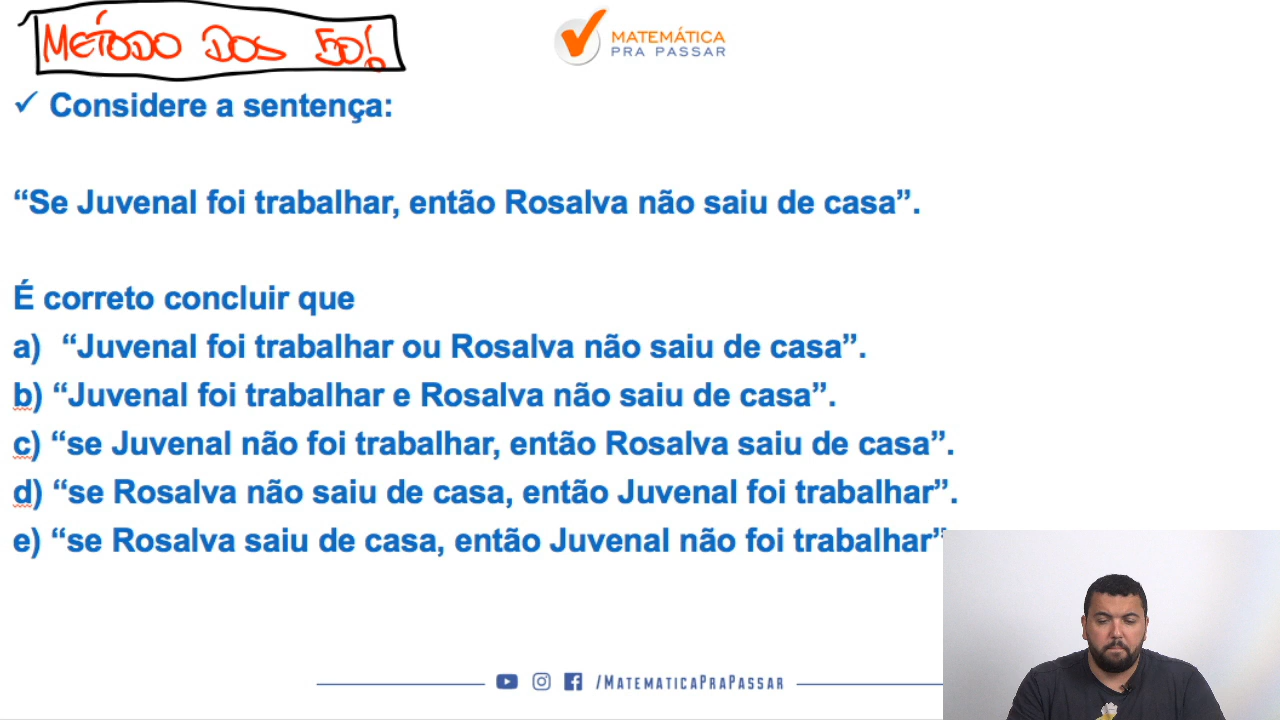 MÉTODO DOS 50!
MATEMÁTICA
PRA PASSAR
✓ Considere a sentença:
“Se Juvenal foi trabalhar, então Rosalva não saiu de casa”.
É correto concluir que
a) “Juvenal foi trabalhar ou Rosalva não saiu de casa”.
b) “Juvenal foi trabalhar e Rosalva não saiu de casa”.
c) “se Juvenal não foi trabalhar, então Rosalva saiu de casa”.
d) “se Rosalva não saiu de casa, então Juvenal foi trabalhar”.
e) “se Rosalva saiu de casa, então Juvenal não foi trabalhar”
/MATEMATICAPRAPASSAR